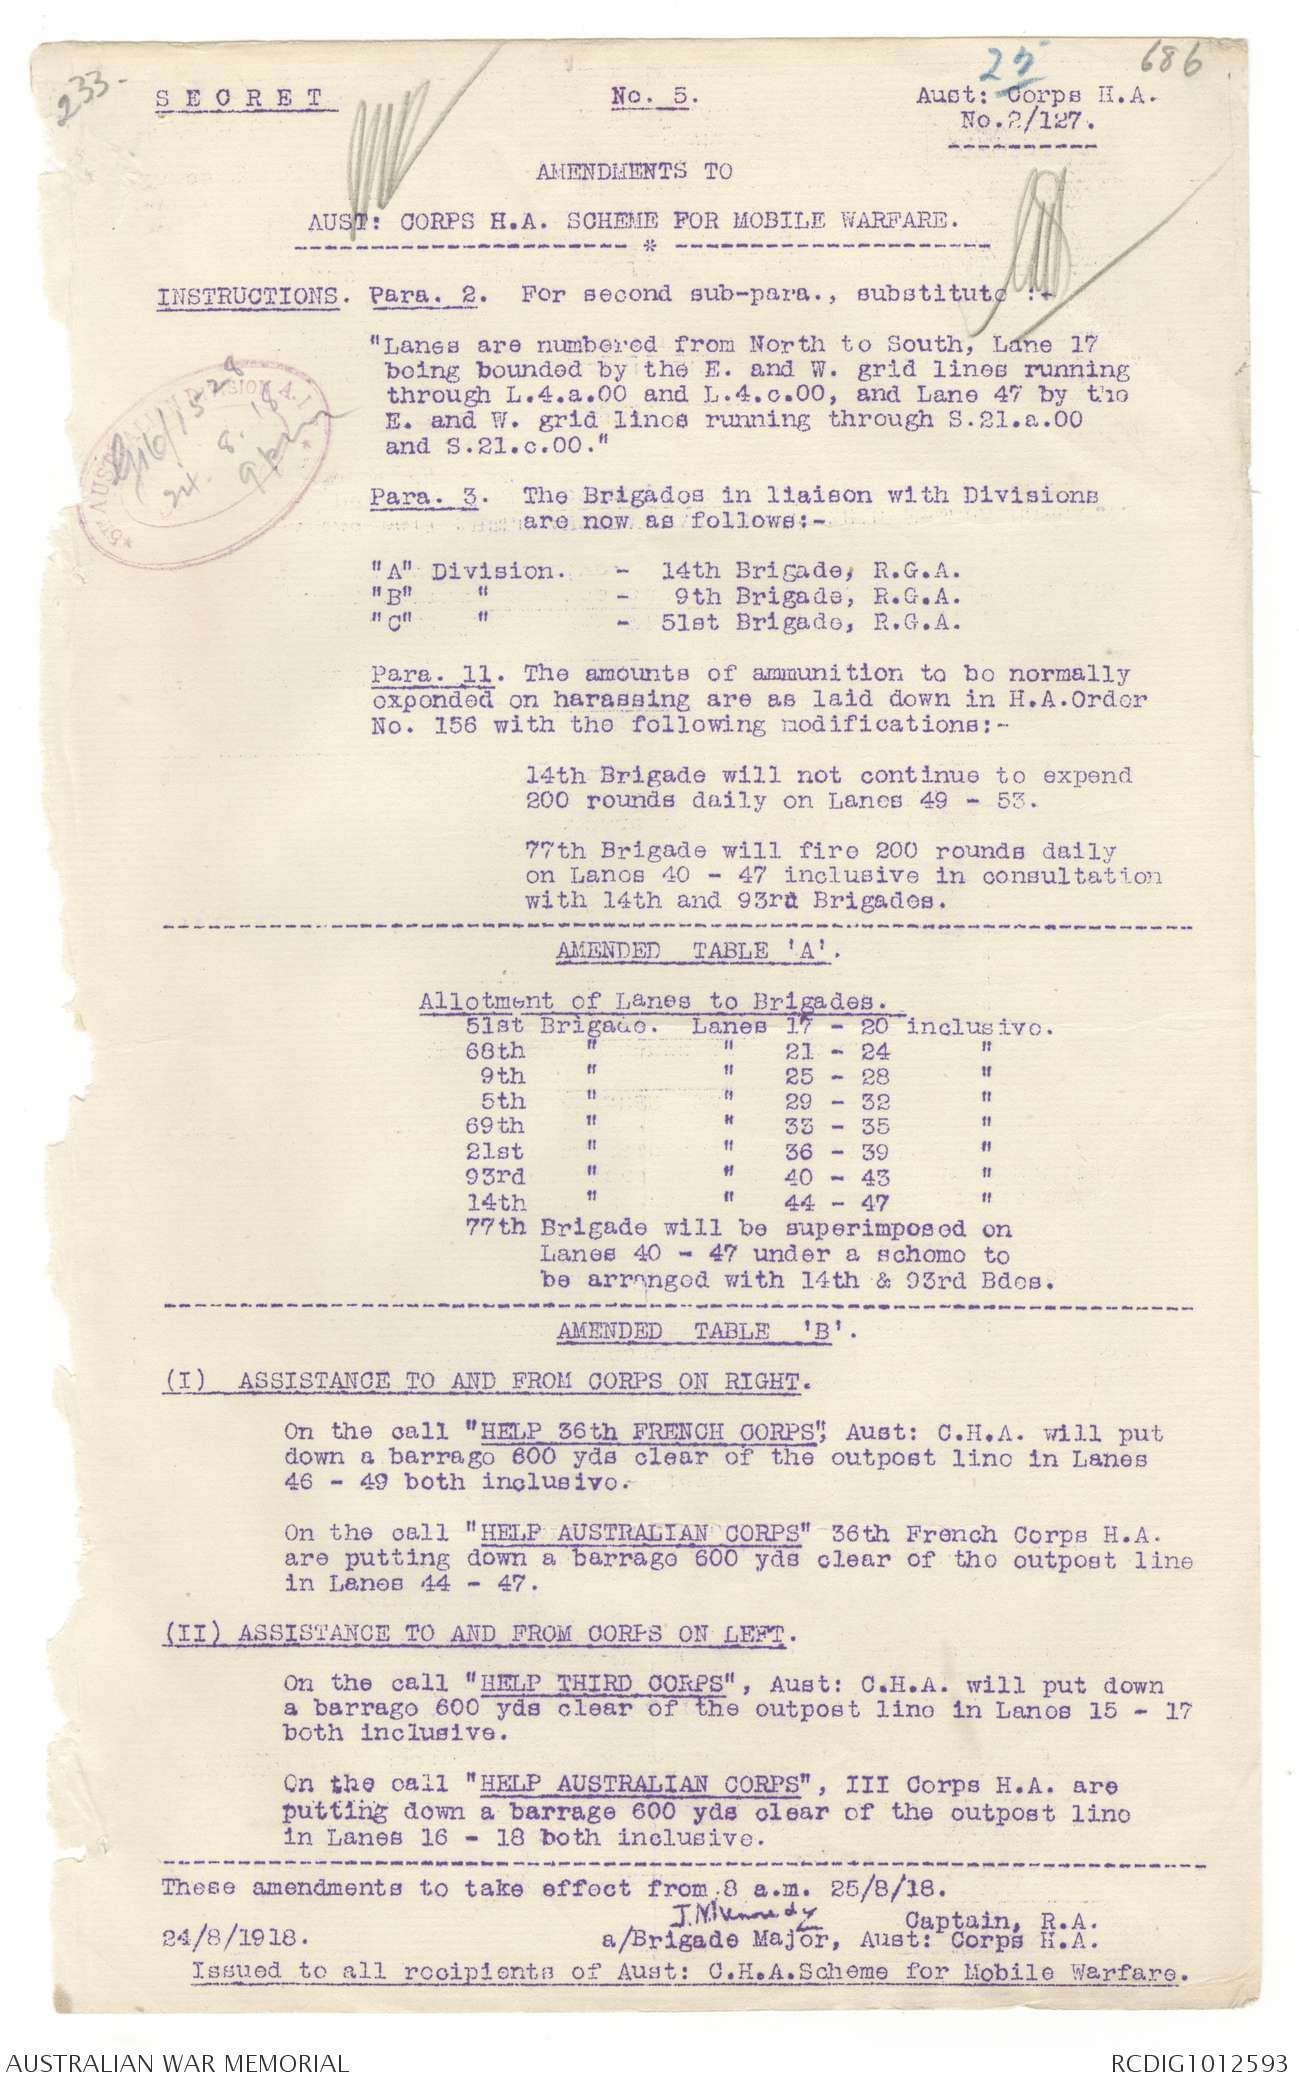 233.
25
686
SECRET
No. 5.
Aust: Corps H.A.
No.2/127.
AMENDMENTS TO
AUST: CORPS H.A. SCHEME FOR MOBILE WARFARE.
INSTRUCTIONS. Para. 2. For second sub-para., substitute :-
"Lanes are numbered from North to South, Lane 17
being bounded by the E. and W. grid lines running
through L.4.a.00 and L.4.c.00, and Lane 47 by the
E. and W. grid lines running through S.21.a.00
and S.21.c.00."
24. 8. 18
9pm
Para. 3. The Brigades in liaison with Divisions
are now as follows:-
"A" Division. - 14th Brigade, R.G.A.
"B" " - 9th Brigade, R.G.A.
"C" " - 51st Brigade, R.G.A.
Para. 11. The amounts of ammunition to be normally
expended on harassing are as laid down in H.A.Order
No. 156 with the following modifications:-
14th Brigade will not continue to expend
200 rounds daily on Lanes 49 - 53.
77th Brigade will fire 200 rounds daily
on Lanes 40 - 47 inclusive in consultation
with 14th and 93rd Brigades.
AMENDED TABLE 'A'.
Allotment of Lanes to Brigades.
51st Brigade. Lanes 17 - 20 inclusive.
68th " " 21 - 24 "
9th " " 25 - 28 "
5th " " 29 - 32 "
69th " " 33 - 35 "
21st " " 36 - 39 "
93rd " " 40 - 43 "
14th " " 44 - 47 "
77th Brigade will be superimposed on
Lanes 40 - 47 under a scheme to
be arranged with 14th & 93rd Bdes.
AMENDED TABLE 'B'.
(I) ASSISTANCE TO AND FROM CORPS ON RIGHT.
On the call "HELP 36th FRENCH CORPS", Aust: C.H.A. will put
down a barrage 600 yds clear of the outpost line in Lanes
46 - 49 both inclusive.
On the call "HELP AUSTRALIAN CORPS" 36th French Corps H.A.
are putting down a barrage 600 yds clear of the outpost line
in Lanes 44 - 47.
(II) ASSISTANCE TO AND FROM CORPS ON LEFT.
On the call "HELP THIRD CORPS", Aust: C.H.A. will put down
a barrage 600 yds clear of the outpost line in Lanes 15 - 17
both inclusive.
On the call "HELP AUSTRALIAN CORPS", III Corps H.A. are
putting down a barrage 600 yds clear of the outpost line
in Lanes 16 - 18 both inclusive.
These amendments to take effect from 8 a.m. 25/8/18.
Captain, R.A.
24/8/1918. a/Brigade Major, Aust: Corps H.A.
Issued to all recipients of Aust: C.H.A.Scheme for Mobile Warfare.
AUSTRALIAN WAR MEMORIAL
RCDIG1012593